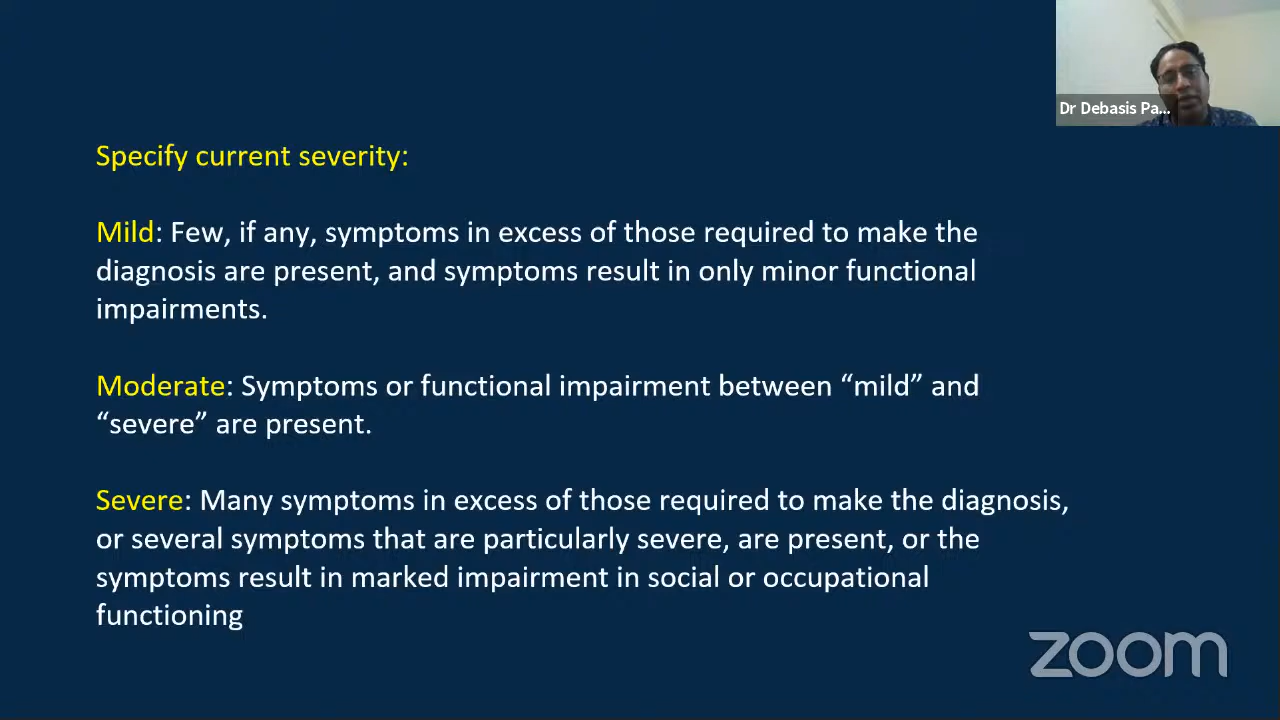 Dr Debasis Pa...
Specify current severity:
Mild: Few, if any, symptoms in excess of those required to make the
diagnosis are present, and symptoms result in only minor functional
impairments.
Moderate: Symptoms or functional impairment between “mild” and
“severe” are present.
Severe: Many symptoms in excess of those required to make the diagnosis,
or several symptoms that are particularly severe, are present, or the
symptoms result in marked impairment in social or occupational
functioning
zoom